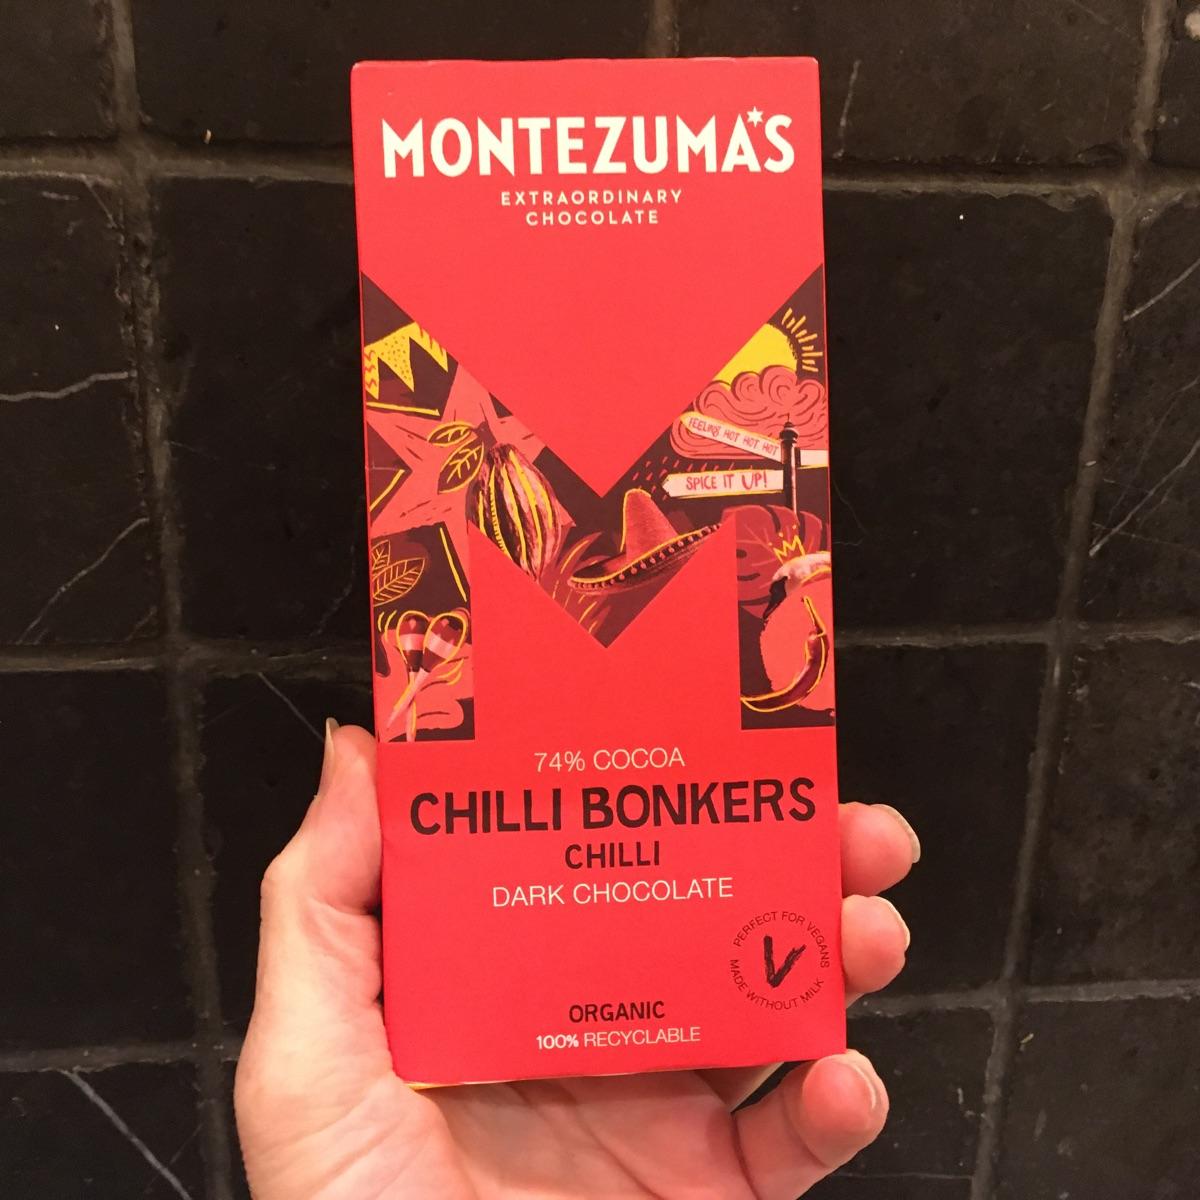 MONTEZUMA'S
EXTRAORDINARY
CHOCOLATE
FEELING HOT HOT HOT
SPICE IT UP!
74% COCOA
CHILLI BONKERS
CHILLI
DARK CHOCOLATE
PERFECT FOR VEGANS
V
MADE WITHOUT MILK
ORGANIC
100% RECYCLABLE